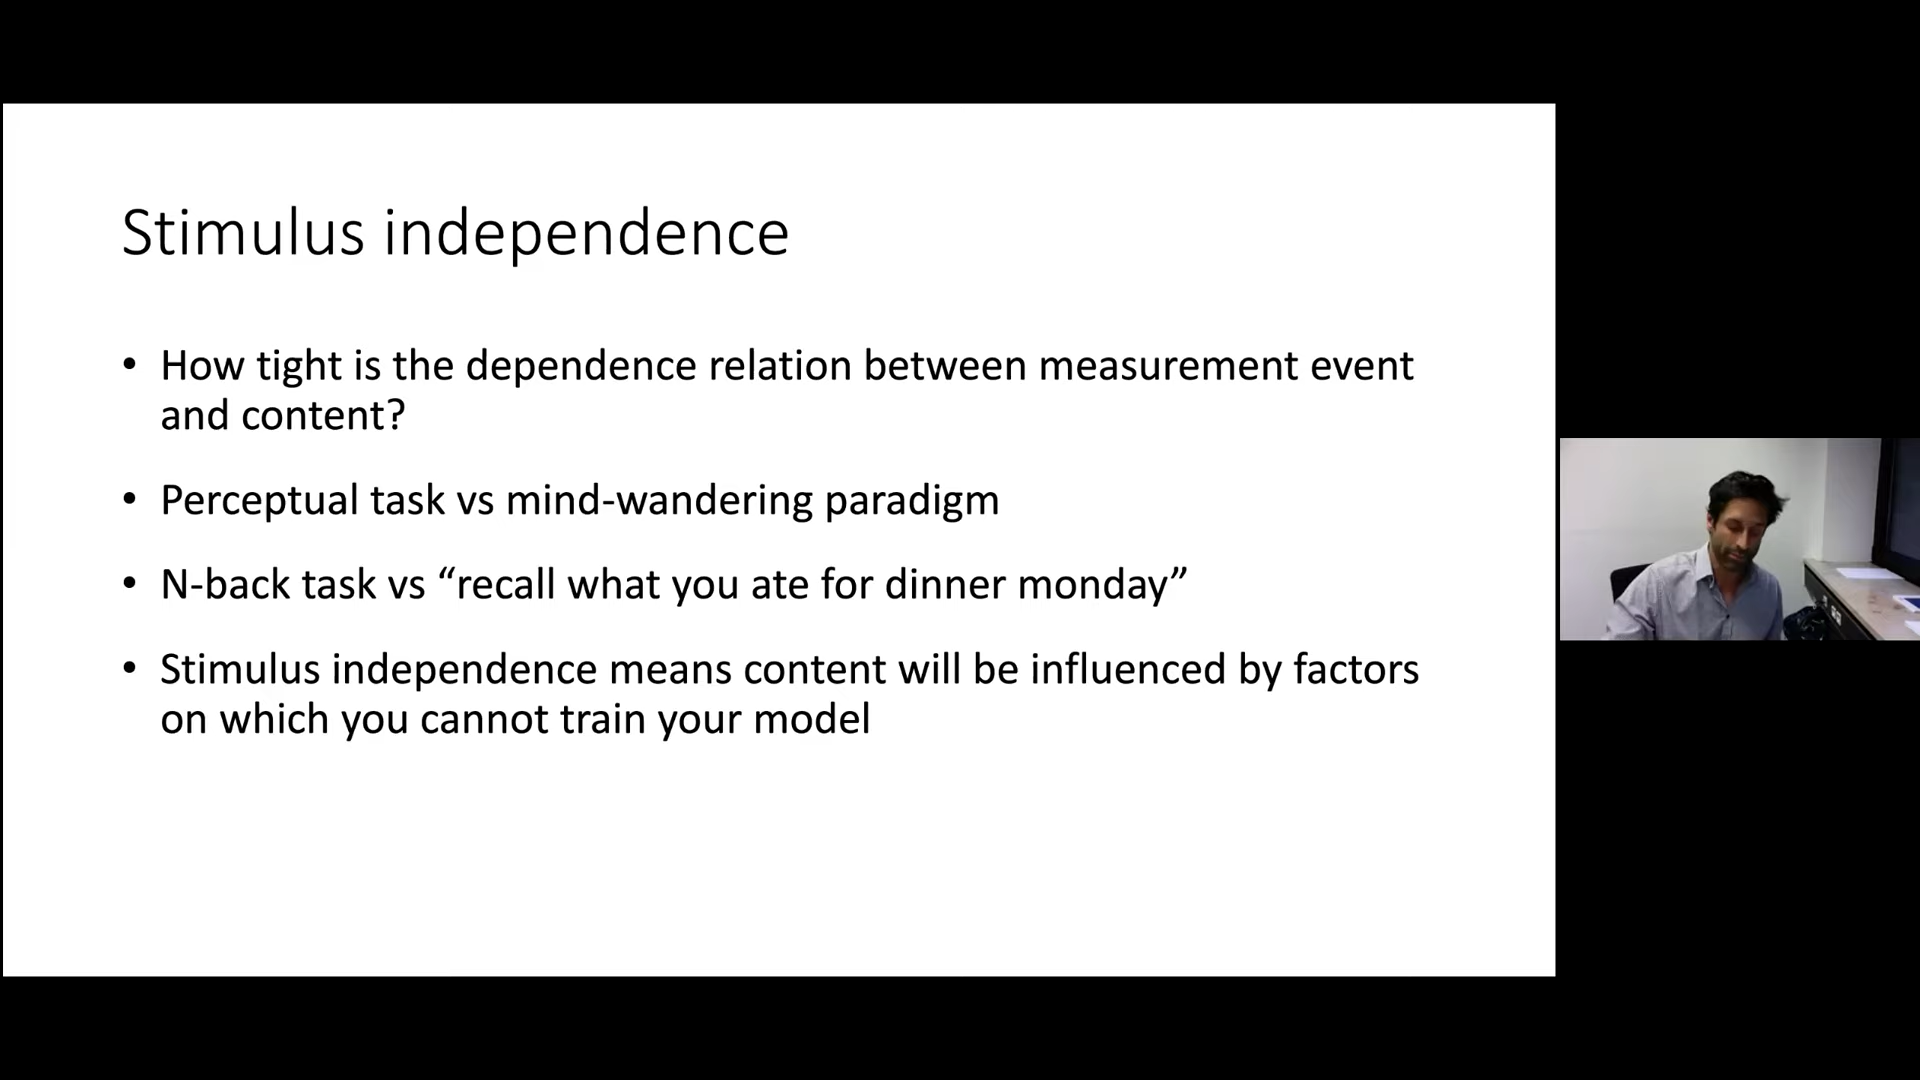 Stimulus independence
• How tight is the dependence relation between measurement event
and content?
• Perceptual task vs mind-wandering paradigm
• N-back task vs “recall what you ate for dinner monday”
• Stimulus independence means content will be influenced by factors
on which you cannot train your model